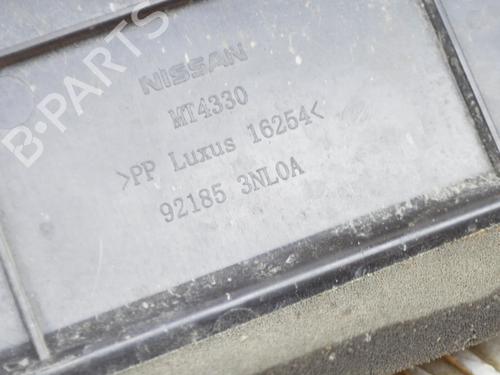 B-PARTS
NISSAN
MT4330
>PP Luxus 16254<
92185 3NL0A